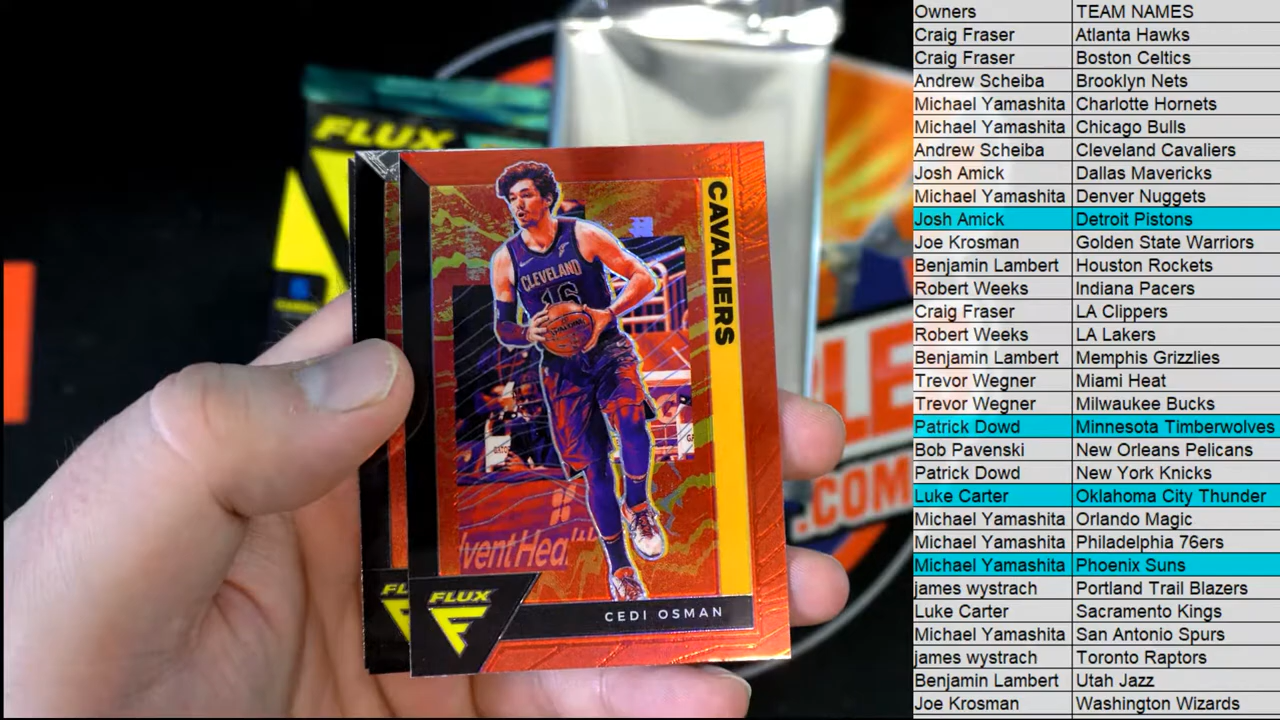 FLUX
CAVALIERS
CLEVELAND
16
SPALDING
GATO
GA
ventHeal
FLUX
CEDI OSMAN
PLE
.COM
Owners TEAM NAMES
Craig Fraser Atlanta Hawks
Craig Fraser Boston Celtics
Andrew Scheiba Brooklyn Nets
Michael Yamashita Charlotte Hornets
Michael Yamashita Chicago Bulls
Andrew Scheiba Cleveland Cavaliers
Josh Amick Dallas Mavericks
Michael Yamashita Denver Nuggets
Josh Amick Detroit Pistons
Joe Krosman Golden State Warriors
Benjamin Lambert Houston Rockets
Robert Weeks Indiana Pacers
Craig Fraser LA Clippers
Robert Weeks LA Lakers
Benjamin Lambert Memphis Grizzlies
Trevor Wegner Miami Heat
Trevor Wegner Milwaukee Bucks
Patrick Dowd Minnesota Timberwolves
Bob Pavenski New Orleans Pelicans
Patrick Dowd New York Knicks
Luke Carter Oklahoma City Thunder
Michael Yamashita Orlando Magic
Michael Yamashita Philadelphia 76ers
Michael Yamashita Phoenix Suns
james wystrach Portland Trail Blazers
Luke Carter Sacramento Kings
Michael Yamashita San Antonio Spurs
james wystrach Toronto Raptors
Benjamin Lambert Utah Jazz
Joe Krosman Washington Wizards